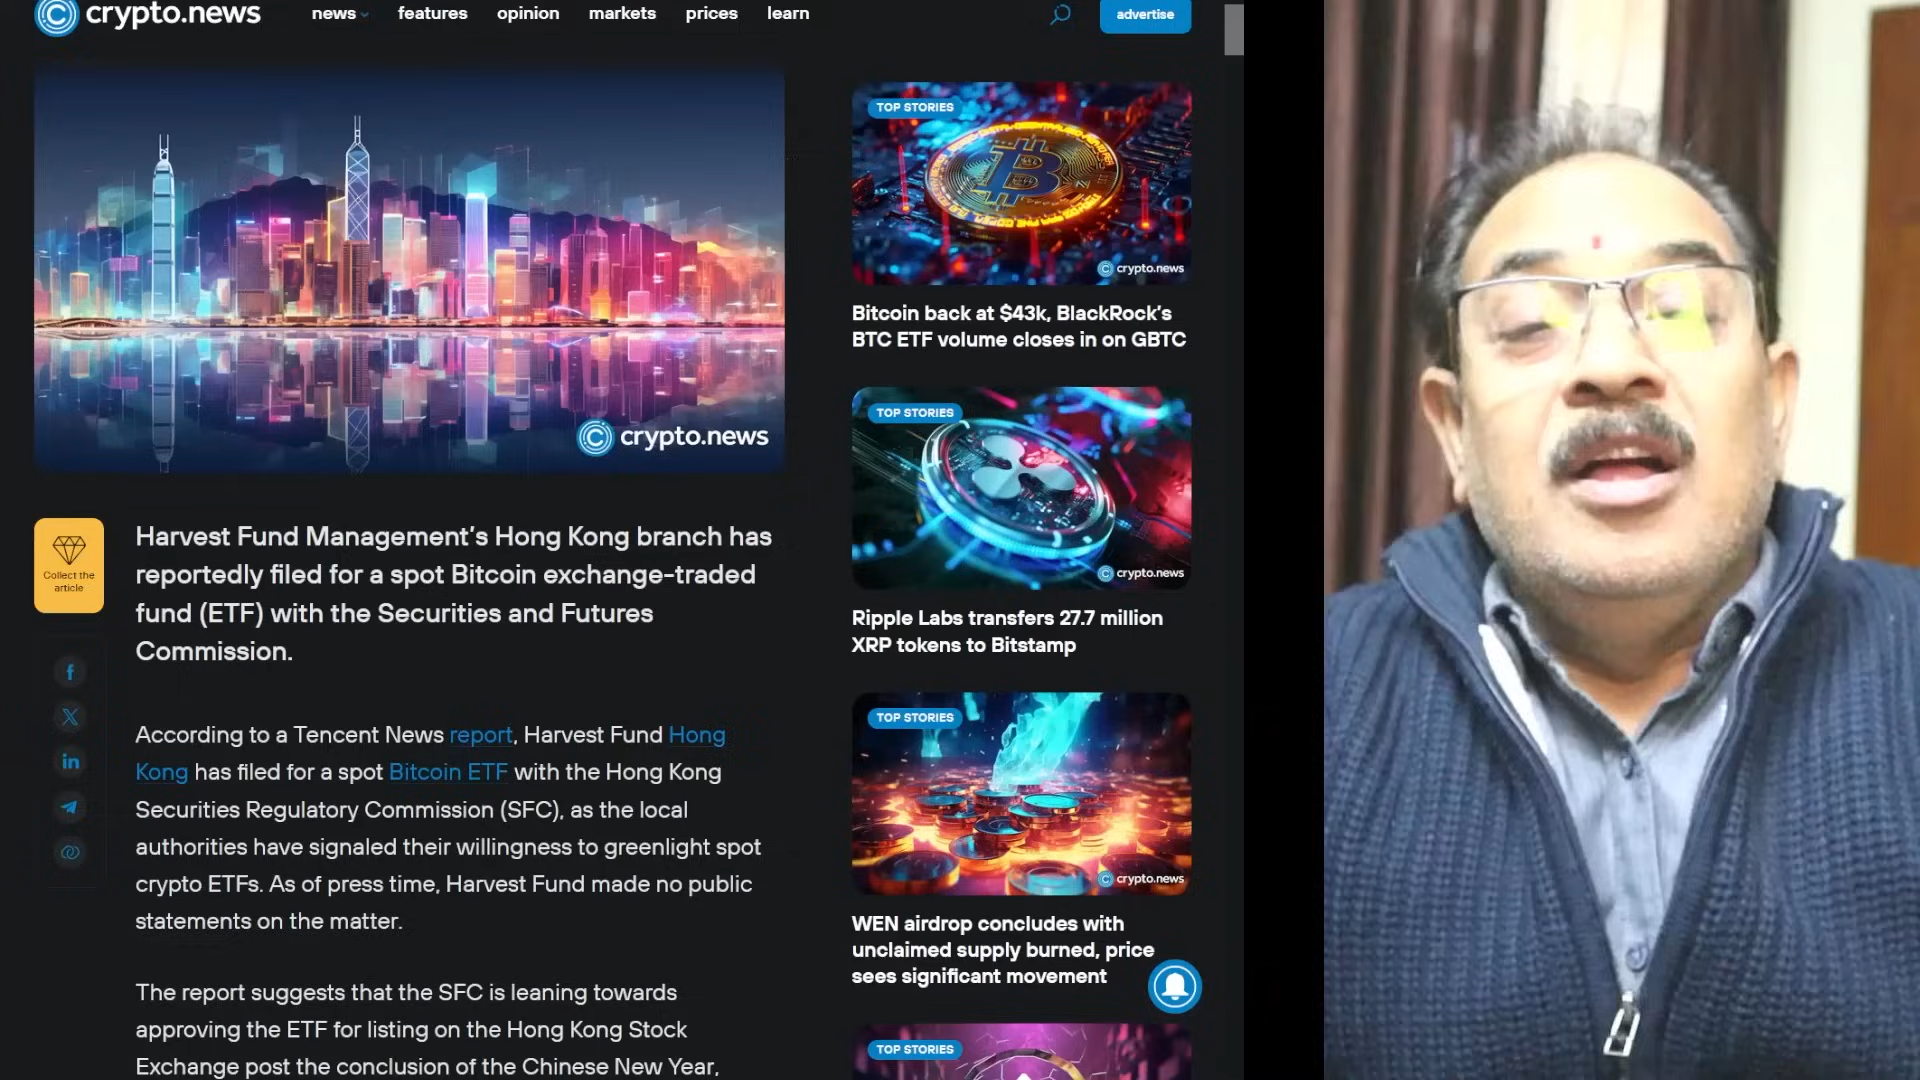 crypto.news
news
features
opinion
markets
prices
learn
advertise
crypto.news
Collect the
article
Harvest Fund Management's Hong Kong branch has
reportedly filed for a spot Bitcoin exchange-traded
fund (ETF) with the Securities and Futures
Commission.
According to a Tencent News report, Harvest Fund Hong
Kong has filed for a spot Bitcoin ETF with the Hong Kong
Securities Regulatory Commission (SFC), as the local
authorities have signaled their willingness to greenlight spot
crypto ETFs. As of press time, Harvest Fund made no public
statements on the matter.
The report suggests that the SFC is leaning towards
approving the ETF for listing on the Hong Kong Stock
Exchange post the conclusion of the Chinese New Year,
TOP STORIES
crypto.news
Bitcoin back at $43k, BlackRock's
BTC ETF volume closes in on GBTC
TOP STORIES
crypto.news
Ripple Labs transfers 27.7 million
XRP tokens to Bitstamp
TOP STORIES
crypto.news
WEN airdrop concludes with
unclaimed supply burned, price
sees significant movement
TOP STORIES